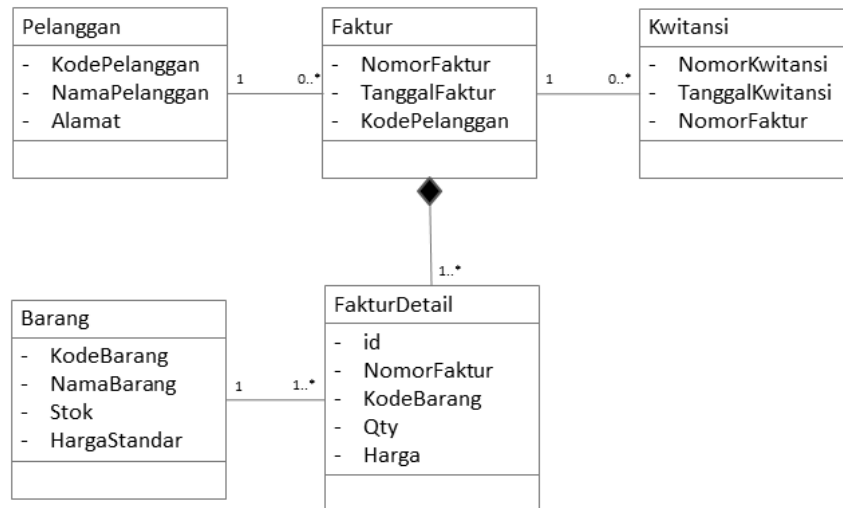 Pelanggan
- KodePelanggan
- NamaPelanggan
- Alamat
1
0..*
Faktur
- NomorFaktur
- TanggalFaktur
- KodePelanggan
1
0..*
Kwitansi
- NomorKwitansi
- TanggalKwitansi
- NomorFaktur
1..*
Barang
- KodeBarang
- NamaBarang
- Stok
- HargaStandar
1
1..*
FakturDetail
- id
- NomorFaktur
- KodeBarang
- Qty
- Harga